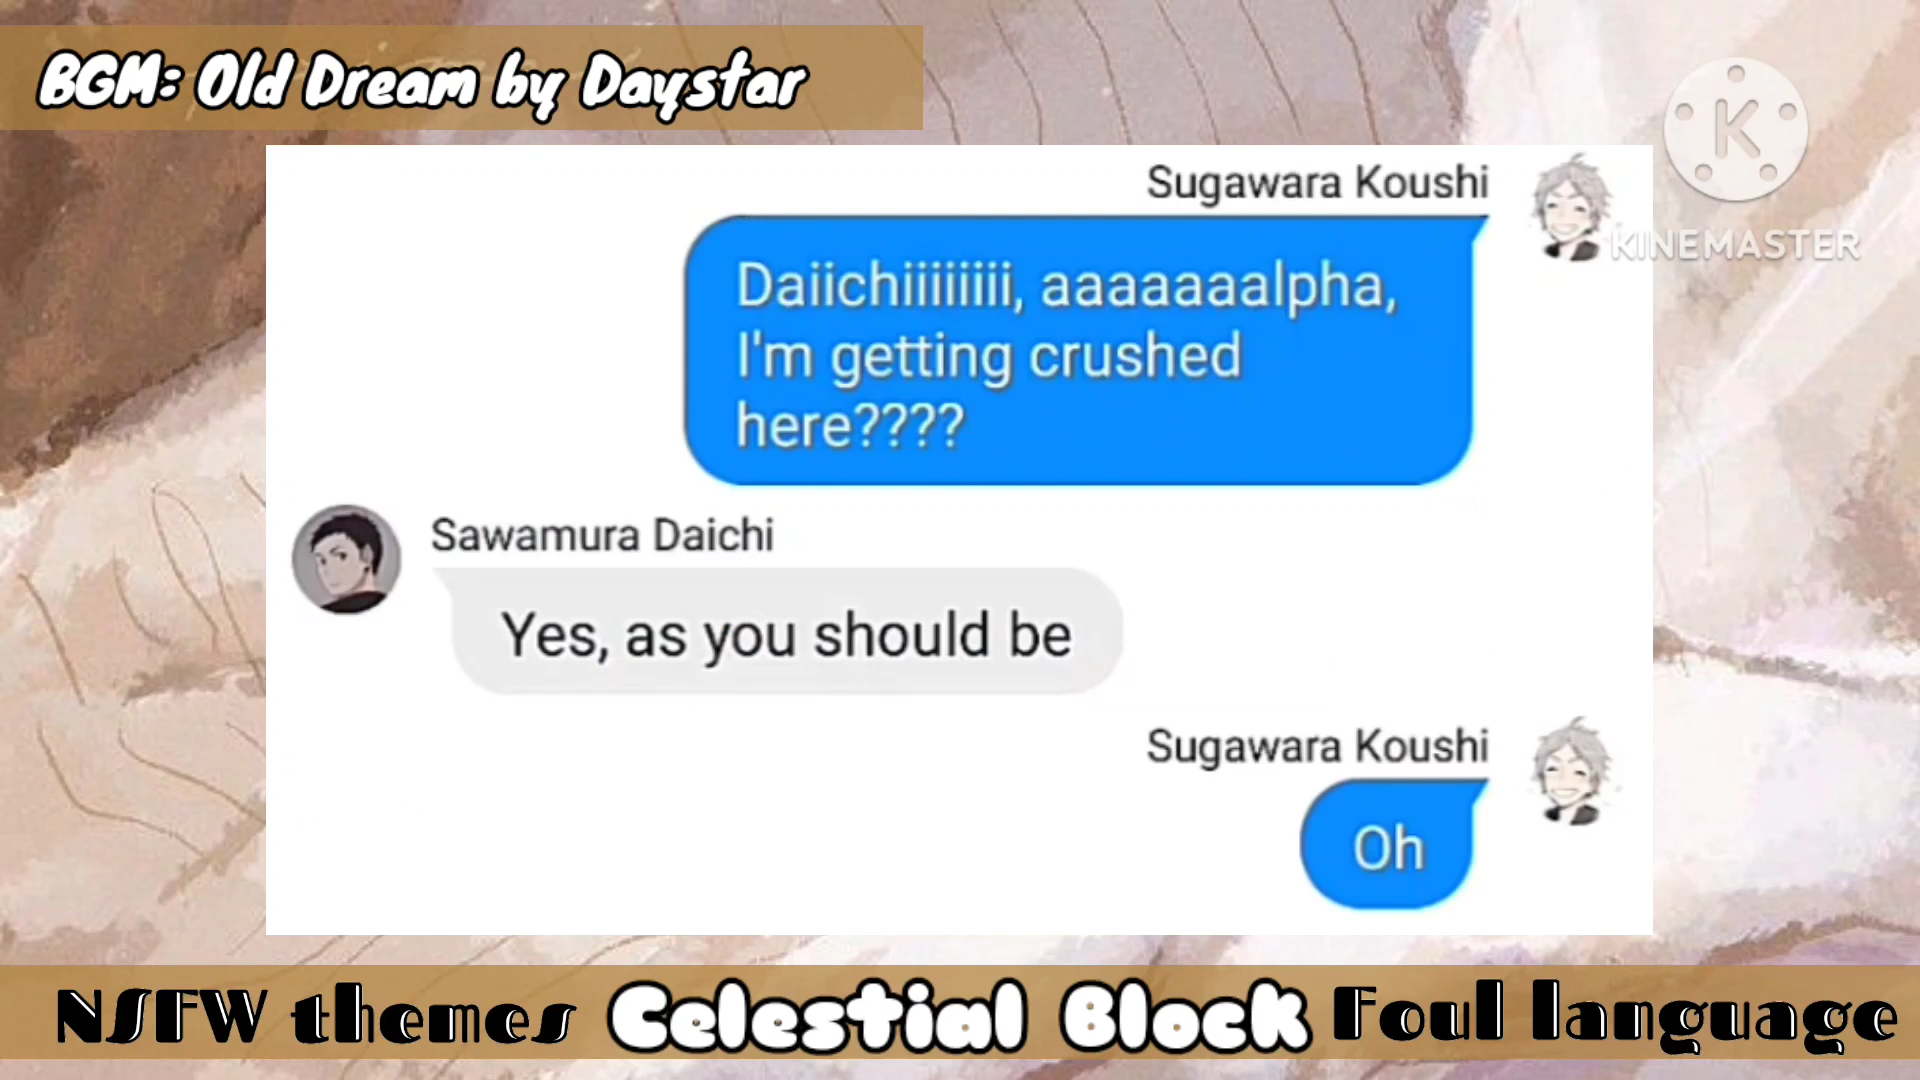 BGM: Old Dream by Daystar
K
KINEMASTER
Sugawara Koushi
Daiichiiiiiiiii, aaaaaaalpha,
I'm getting crushed
here????
Sawamura Daichi
Yes, as you should be
Sugawara Koushi
Oh
NSFW themes Celestial Block Foul language